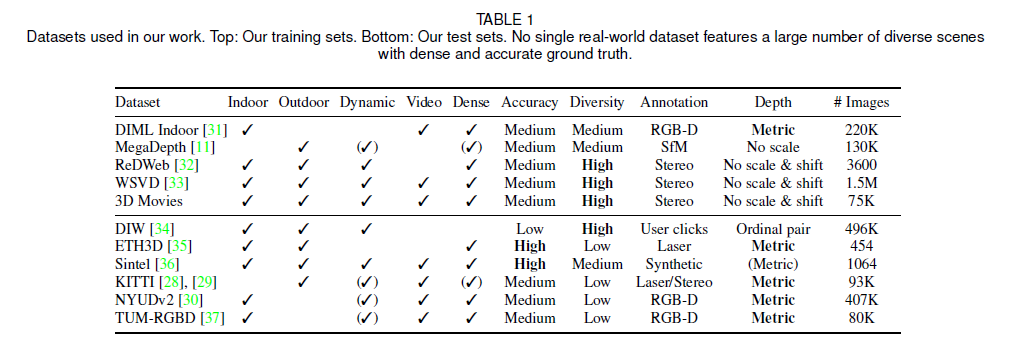 TABLE 1
Datasets used in our work. Top: Our training sets. Bottom: Our test sets. No single real-world dataset features a large number of diverse scenes
with dense and accurate ground truth.
Dataset Indoor Outdoor Dynamic Video Dense Accuracy Diversity Annotation Depth # Images
DIML Indoor [31] ✓ ✓ ✓ Medium Medium RGB-D Metric 220K
MegaDepth [11] ✓ (✓) (✓) Medium Medium SfM No scale 130K
ReDWeb [32] ✓ ✓ ✓ ✓ Medium High Stereo No scale & shift 3600
WSVD [33] ✓ ✓ ✓ ✓ ✓ Medium High Stereo No scale & shift 1.5M
3D Movies ✓ ✓ ✓ ✓ ✓ Medium High Stereo No scale & shift 75K
DIW [34] ✓ ✓ ✓ Low High User clicks Ordinal pair 496K
ETH3D [35] ✓ ✓ ✓ High Low Laser Metric 454
Sintel [36] ✓ ✓ ✓ ✓ ✓ High Medium Synthetic (Metric) 1064
KITTI [28], [29] ✓ (✓) ✓ (✓) Medium Low Laser/Stereo Metric 93K
NYUDv2 [30] ✓ (✓) ✓ ✓ Medium Low RGB-D Metric 407K
TUM-RGBD [37] ✓ (✓) ✓ ✓ Medium Low RGB-D Metric 80K